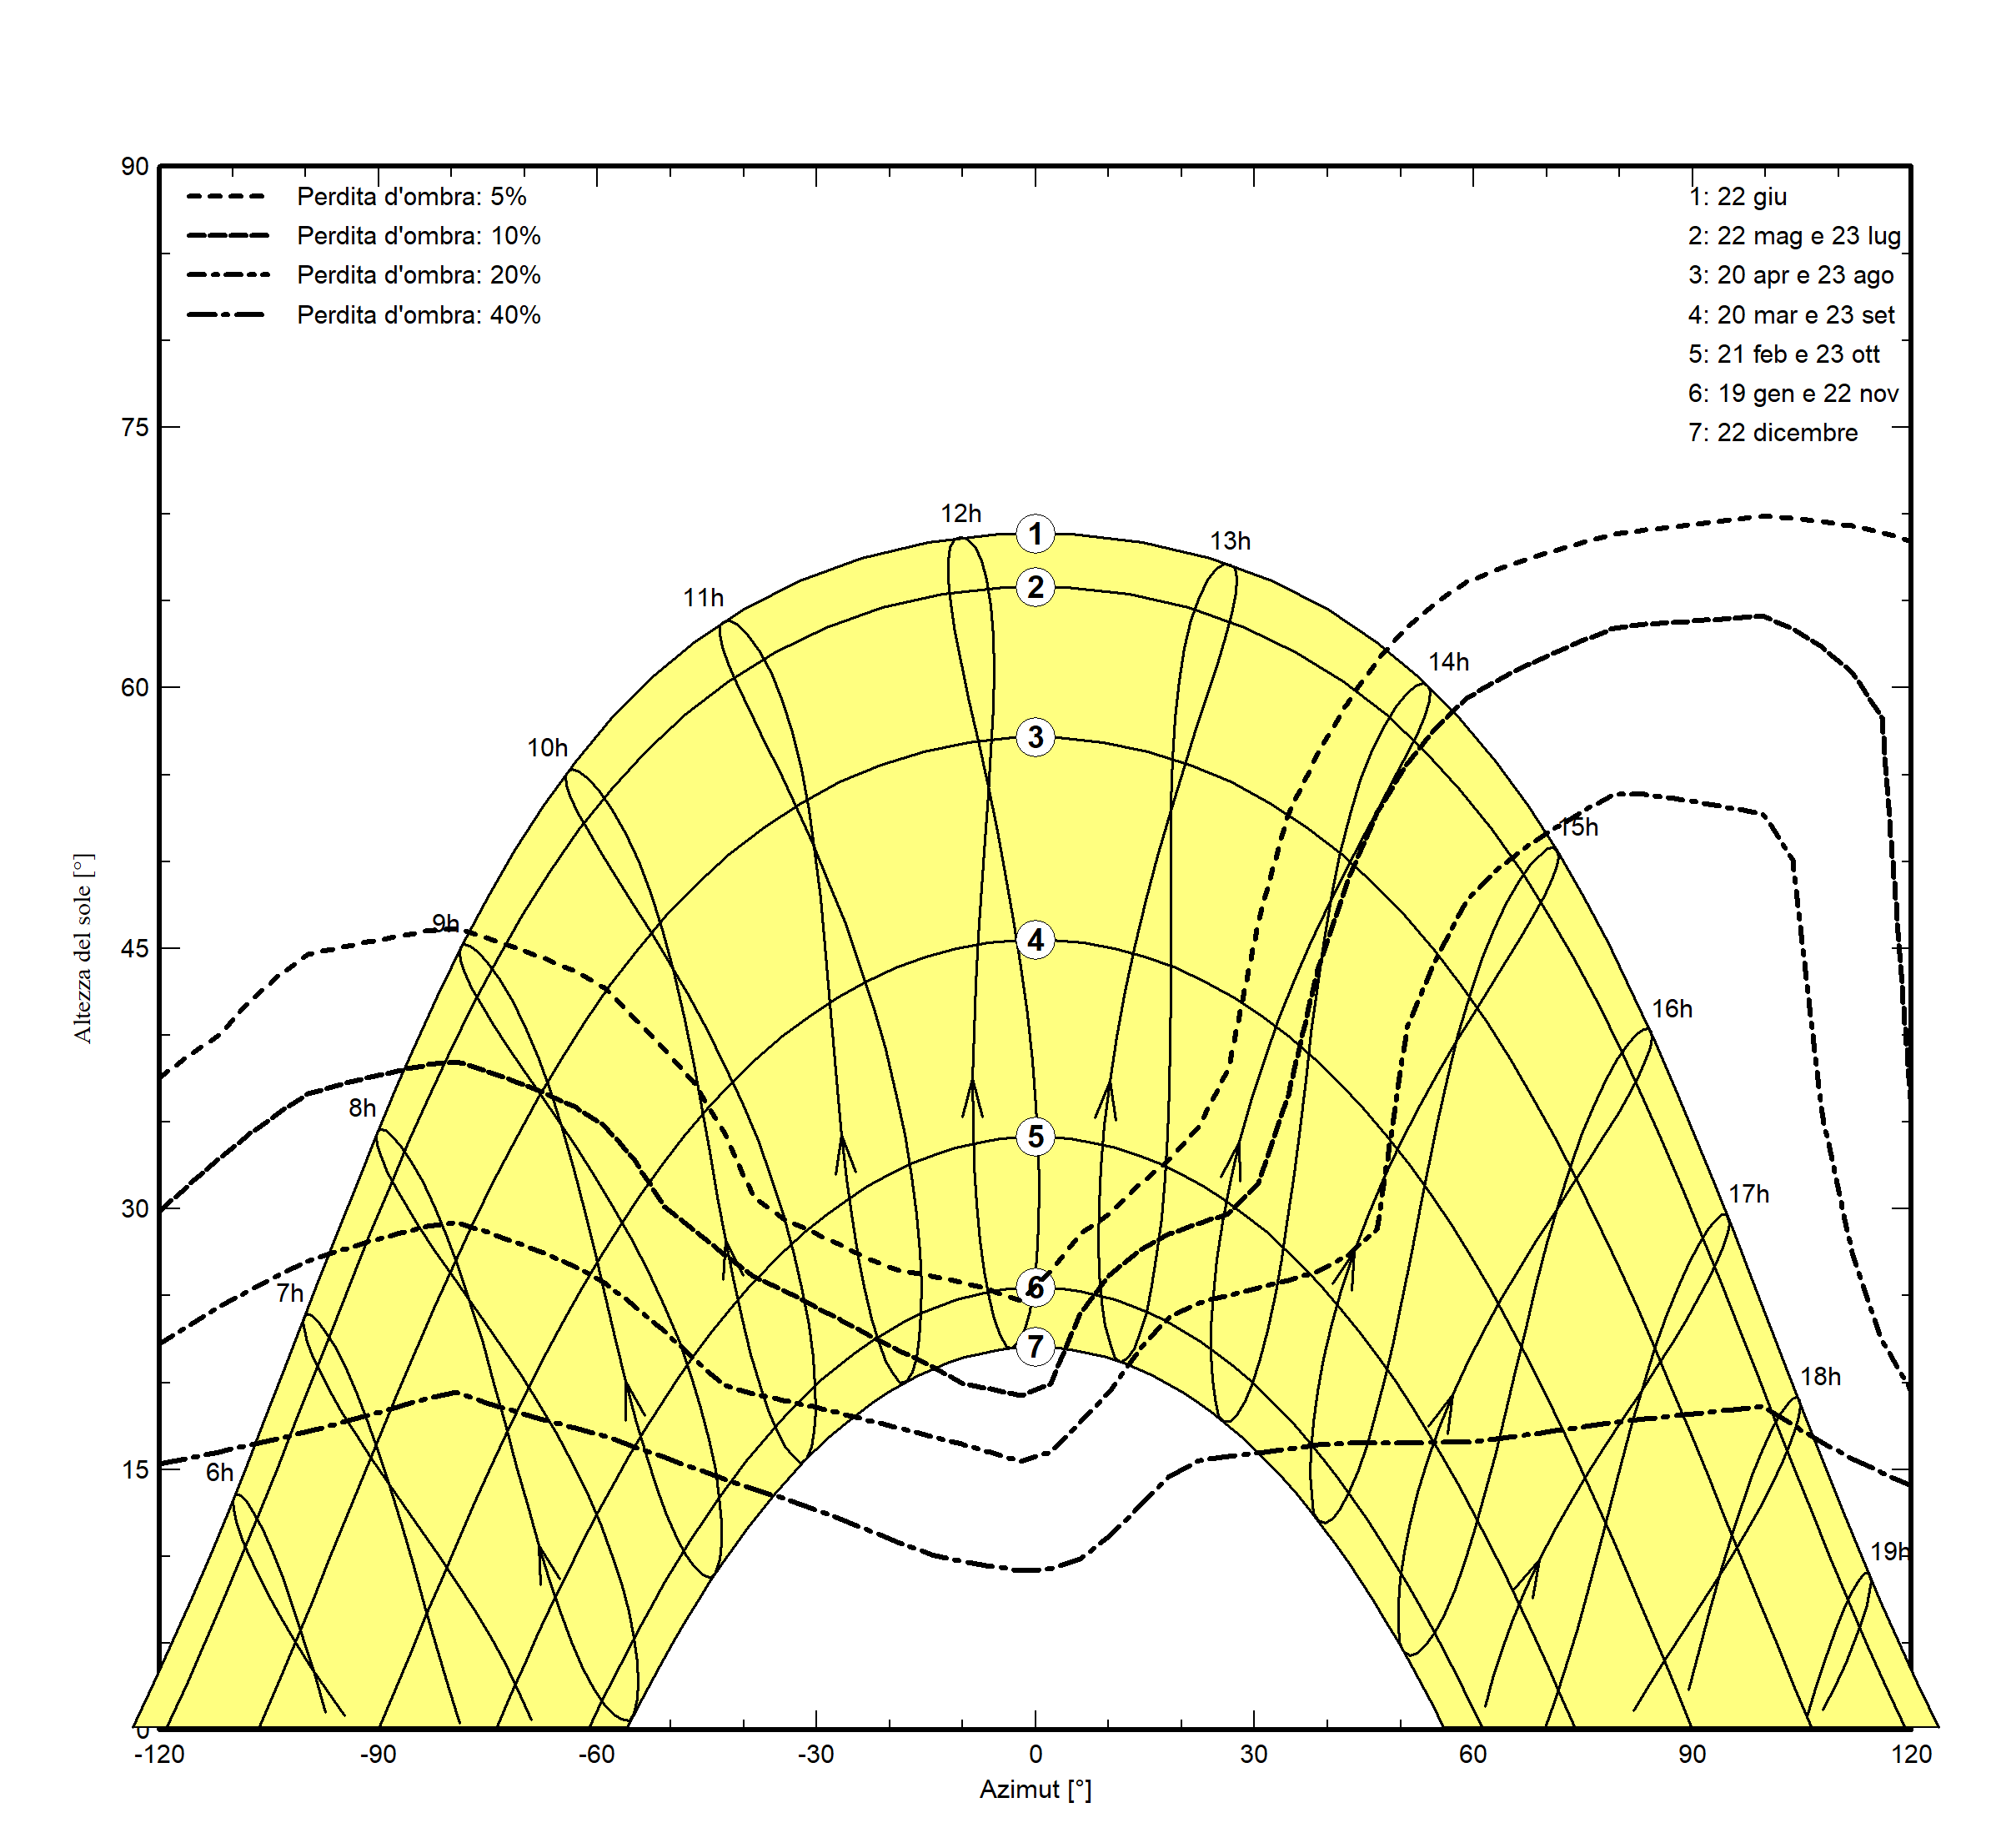 90
Perdita d'ombra: 5%
Perdita d'ombra: 10%
Perdita d'ombra: 20%
Perdita d'ombra: 40%
1: 22 giu
2: 22 mag e 23 lug
3: 20 apr e 23 ago
4: 20 mar e 23 set
5: 21 feb e 23 ott
6: 19 gen e 22 nov
7: 22 dicembre
75
60
45
30
15
0
Altezza del sole [°]
12h
13h
11h
14h
10h
15h
9h
16h
8h
17h
7h
18h
6h
19h
1
2
3
4
5
6
7
-120
-90
-60
-30
0
30
60
90
120
Azimut [°]